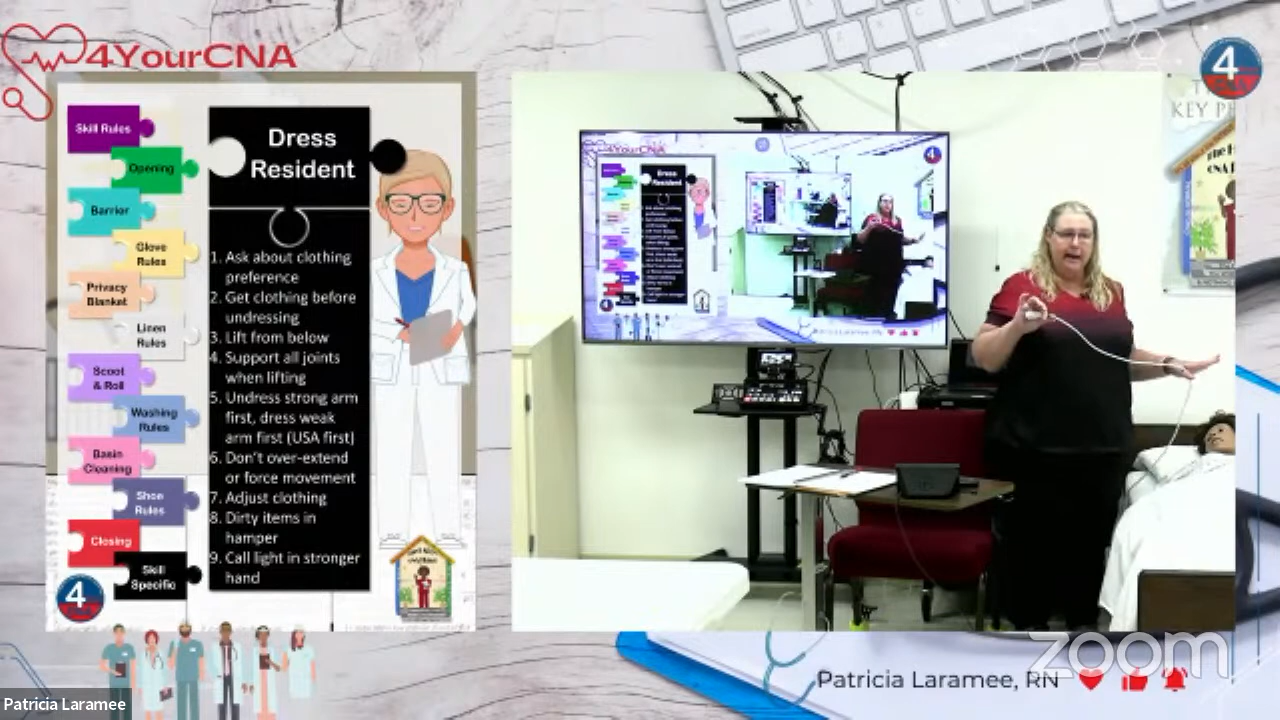 4YourCNA
Skill Rules
Opening
Barrier
Glove
Rules
Privacy
Blanket
Linen
Rules
Scoot
& Roll
Washing
Rules
Basin
Cleaning
Shoe
Rules
Closing
Skill
Specific
4
Dress
Resident
1. Ask about clothing
preference
2. Get clothing before
undressing
3. Lift from below
4. Support all joints
when lifting
5. Undress strong arm
first, dress weak
arm first (USA first)
6. Don't over-extend
or force movement
7. Adjust clothing
8. Dirty items in
hamper
9. Call light in stronger
hand
4YourCNA
Dress
Resident
4
KEY
zoom
Patricia Laramee, RN
Patricia Laramee